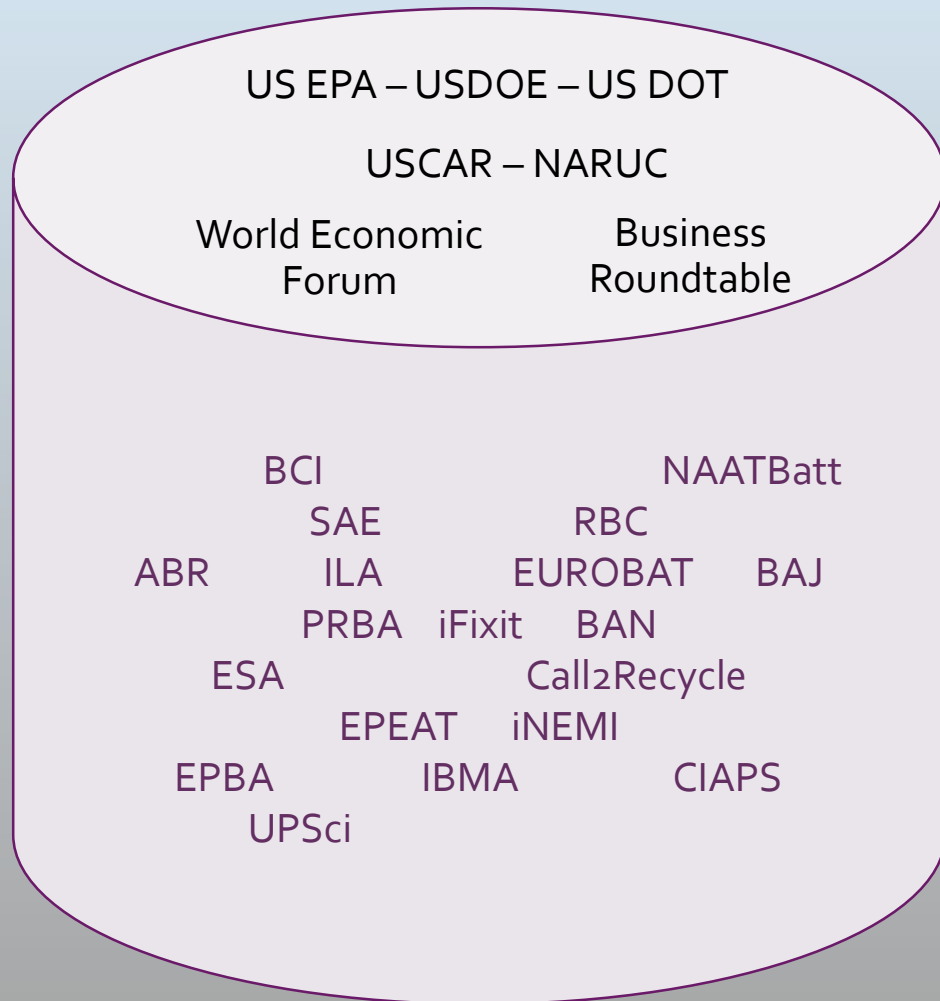 US EPA – USDOE – US DOT
USCAR – NARUC
World Economic Forum
Business Roundtable
BCI NAATBatt
SAE RBC
ABR ILA EUROBAT BAJ
PRBA iFixit BAN
ESA Call2Recycle
EPEAT iNEMI
EPBA IBMA CIAPS
UPSci